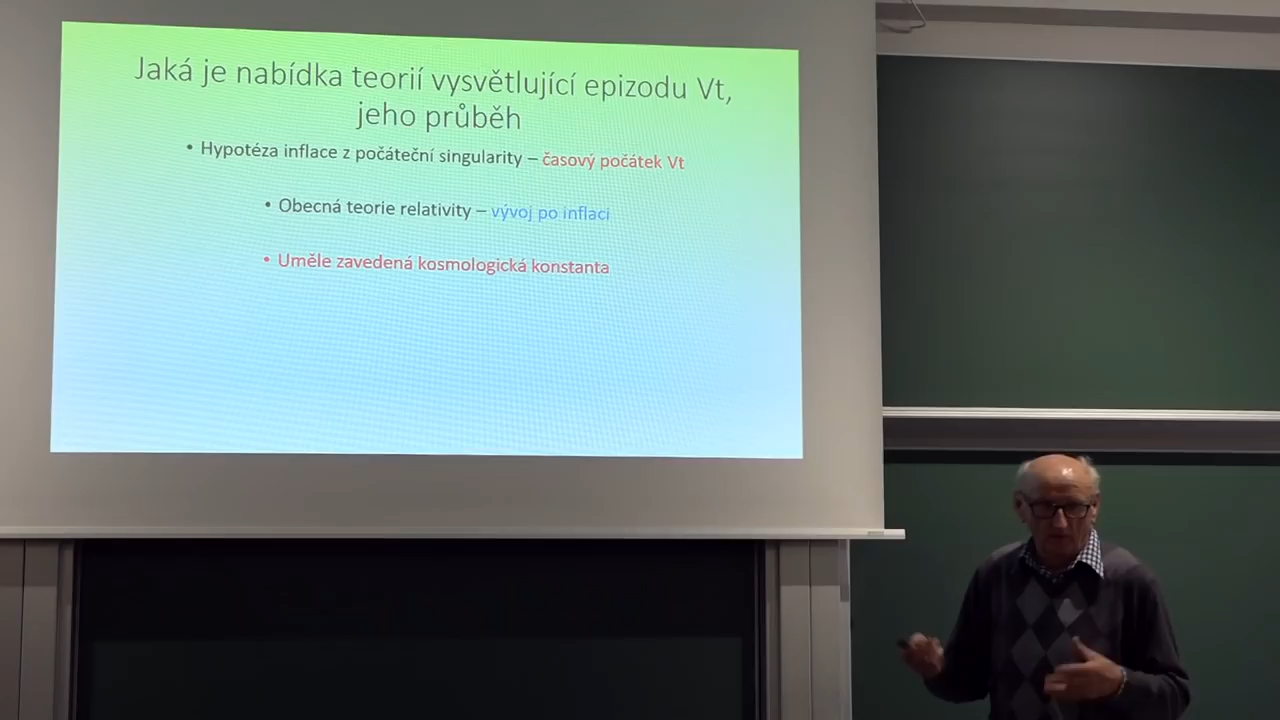 Jaká je nabídka teorií vysvětlující epizodu Vt,
jeho průběh
• Hypotéza inflace z počáteční singularity – časový počátek Vt
• Obecná teorie relativity – vývoj po inflaci
• Uměle zavedená kosmologická konstanta